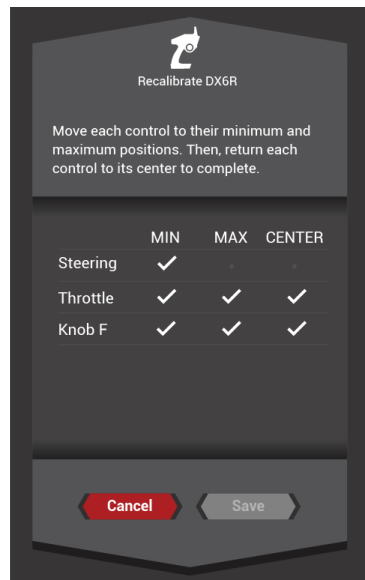 Recalibrate DX6R
Move each control to their minimum and
maximum positions. Then, return each
control to its center to complete.
MIN MAX CENTER
Steering
Throttle
Knob F
Cancel Save